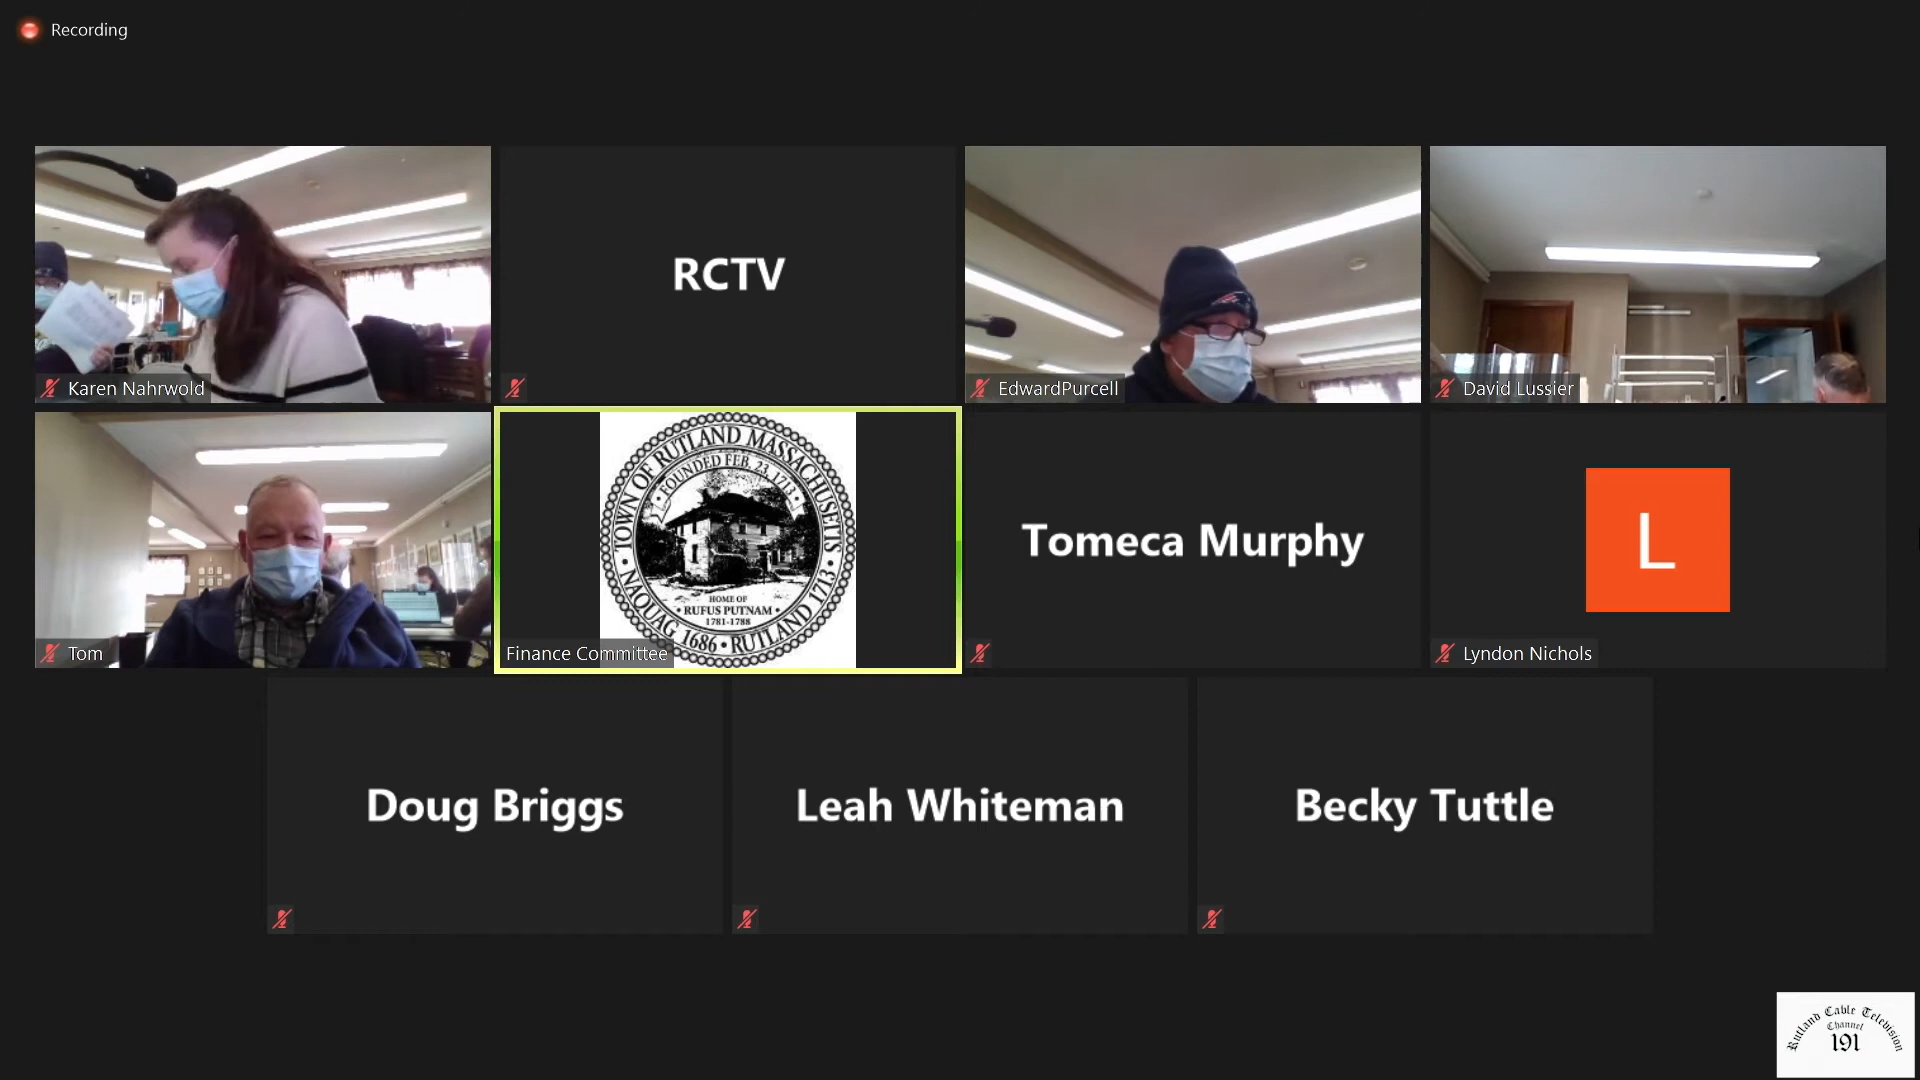 Recording
Karen Nahrwold
RCTV
EdwardPurcell
David Lussier
Tom
TOWN OF RUTLAND MASSACHUSETTS
FOUNDED FEB. 23, 1713
HOME OF
RUFUS PUTNAM
1781-1788
NAQUAG 1686 • RUTLAND 1713
Finance Committee
Tomeca Murphy
L
Lyndon Nichols
Doug Briggs
Leah Whiteman
Becky Tuttle
Rutland Cable Television
Channel
191